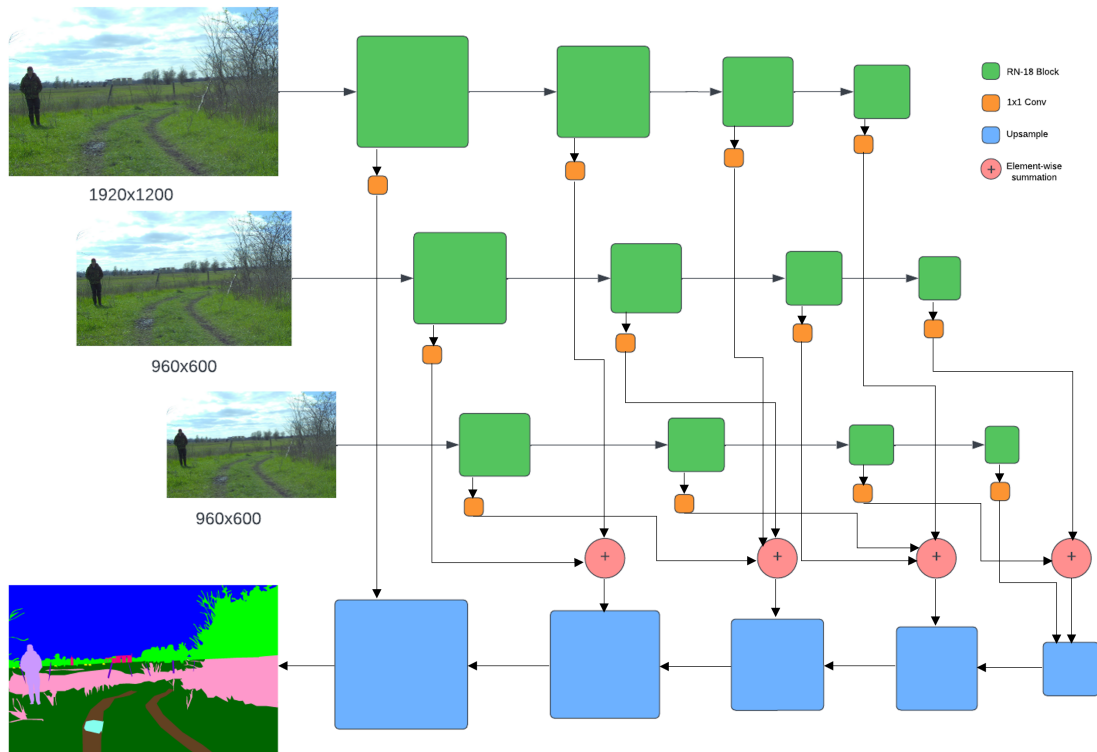 1920x1200
960x600
960x600
RN-18 Block
1x1 Conv
Upsample
Element-wise
summation
+
+
+
+
+